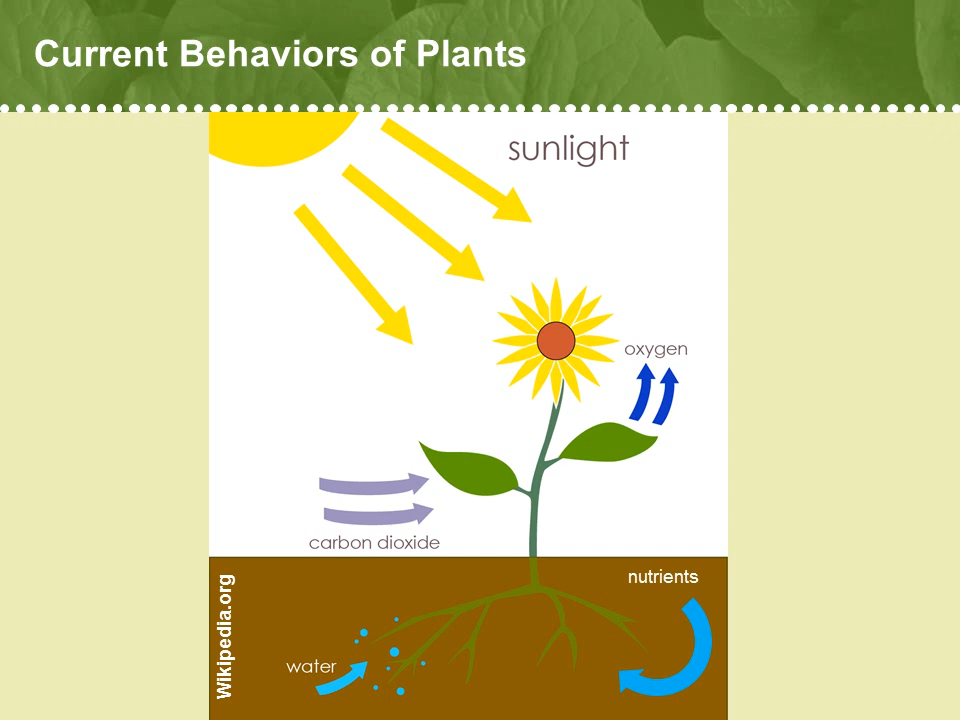 Current Behaviors of Plants
sunlight
oxygen
carbon dioxide
nutrients
water
Wikipedia.org